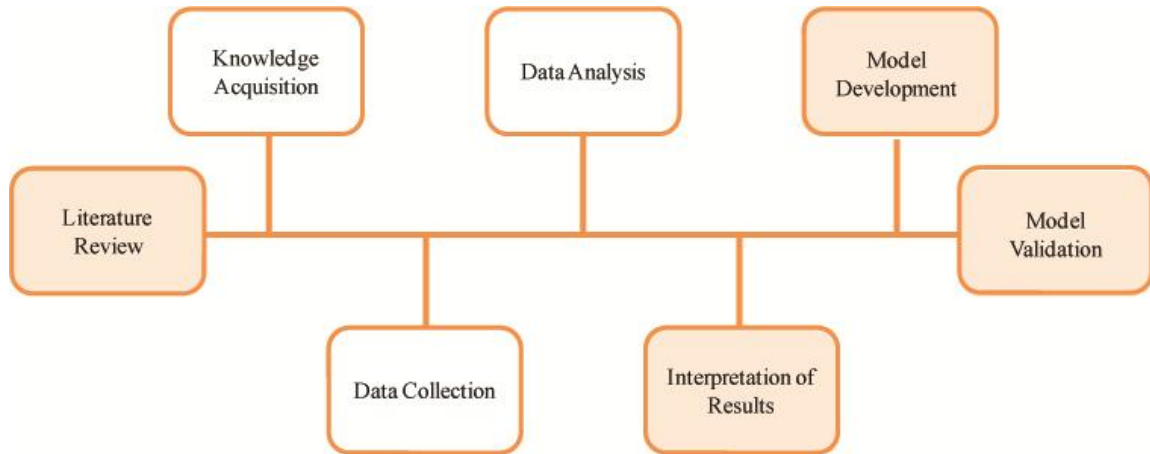 Knowledge
Acquisition
Data Analysis
Model
Development
Literature
Review
Model
Validation
Data Collection
Interpretation of
Results